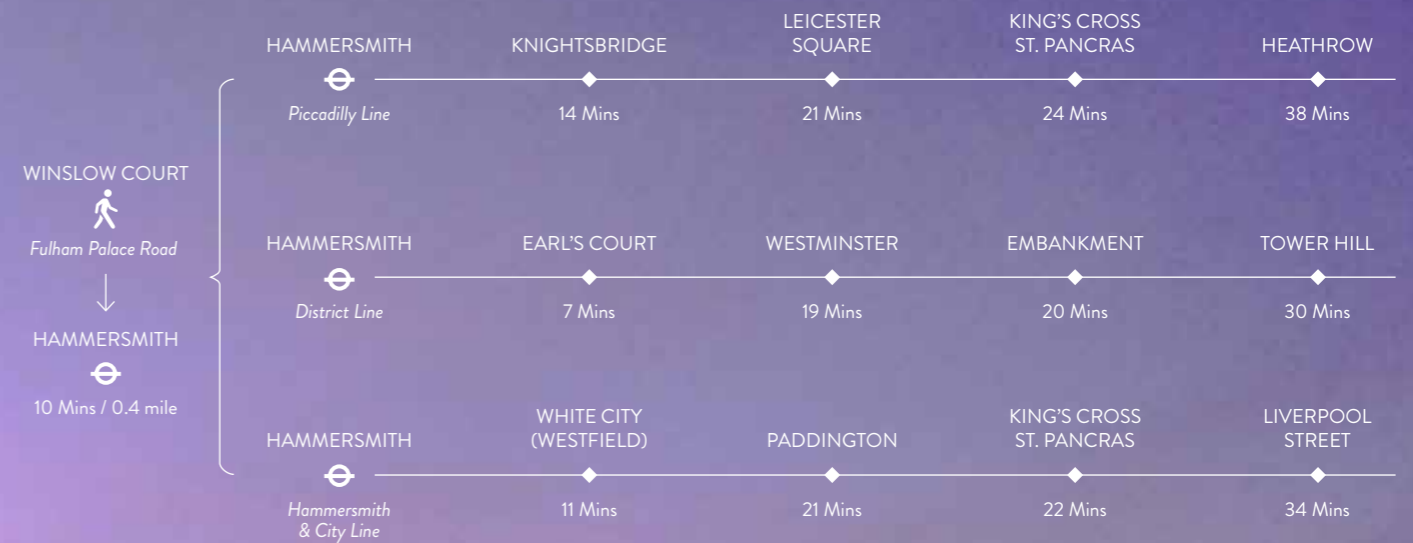 WINSLOW COURT
Fulham Palace Road
HAMMERSMITH
10 Mins / 0.4 mile
HAMMERSMITH
Piccadilly Line
KNIGHTSBRIDGE
14 Mins
LEICESTER
SQUARE
21 Mins
KING'S CROSS
ST. PANCRAS
24 Mins
HEATHROW
38 Mins
HAMMERSMITH
District Line
EARL'S COURT
7 Mins
WESTMINSTER
19 Mins
EMBANKMENT
20 Mins
TOWER HILL
30 Mins
HAMMERSMITH
Hammersmith
& City Line
WHITE CITY
(WESTFIELD)
11 Mins
PADDINGTON
21 Mins
KING'S CROSS
ST. PANCRAS
22 Mins
LIVERPOOL
STREET
34 Mins